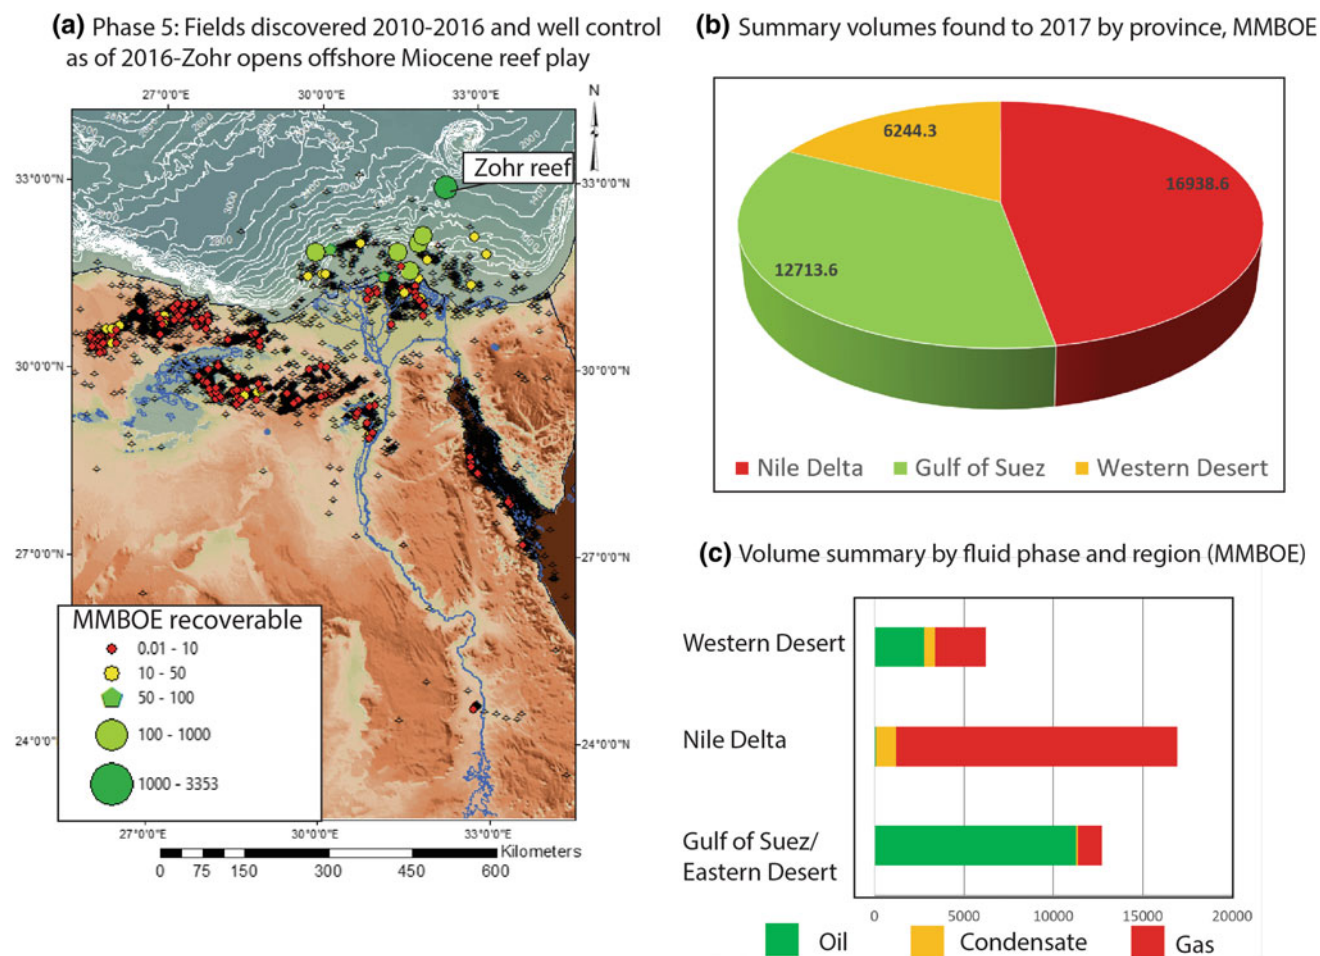 (a) Phase 5: Fields discovered 2010-2016 and well control
as of 2016-Zohr opens offshore Miocene reef play
27°0'0"E 30°0'0"E 33°0'0"E
N
Zohr reef
33°0'0"N 33°0'0"N
3000
2000
30°0'0"N 30°0'0"N
27°0'0"N 27°0'0"N
24°0'0" 24°0'0"N
MMBOE recoverable
0.01 - 10
10 - 50
50 - 100
100 - 1000
1000 - 3353
27°0'0"E 30°0'0"E 33°0'0"E
Kilometers
0 75 150 300 450 600
(b) Summary volumes found to 2017 by province, MMBOE
6244.3
16938.6
12713.6
Nile Delta Gulf of Suez Western Desert
(c) Volume summary by fluid phase and region (MMBOE)
Western Desert
Nile Delta
Gulf of Suez/
Eastern Desert
0 5000 10000 15000 20000
Oil Condensate Gas